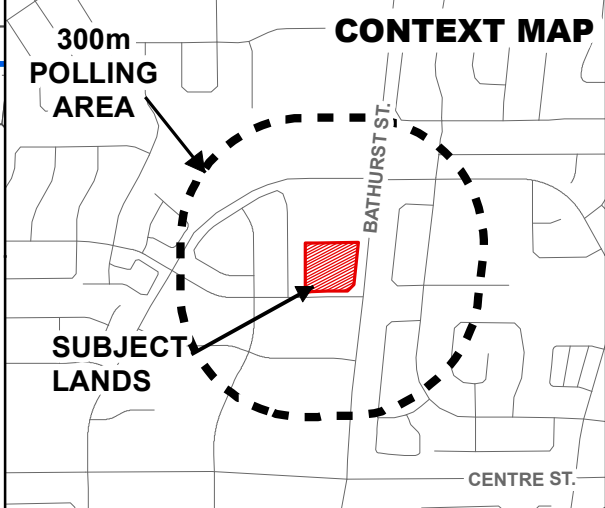 CONTEXT MAP
300m
POLLING
AREA
BATHURST ST.
SUBJECT
LANDS
CENTRE ST.